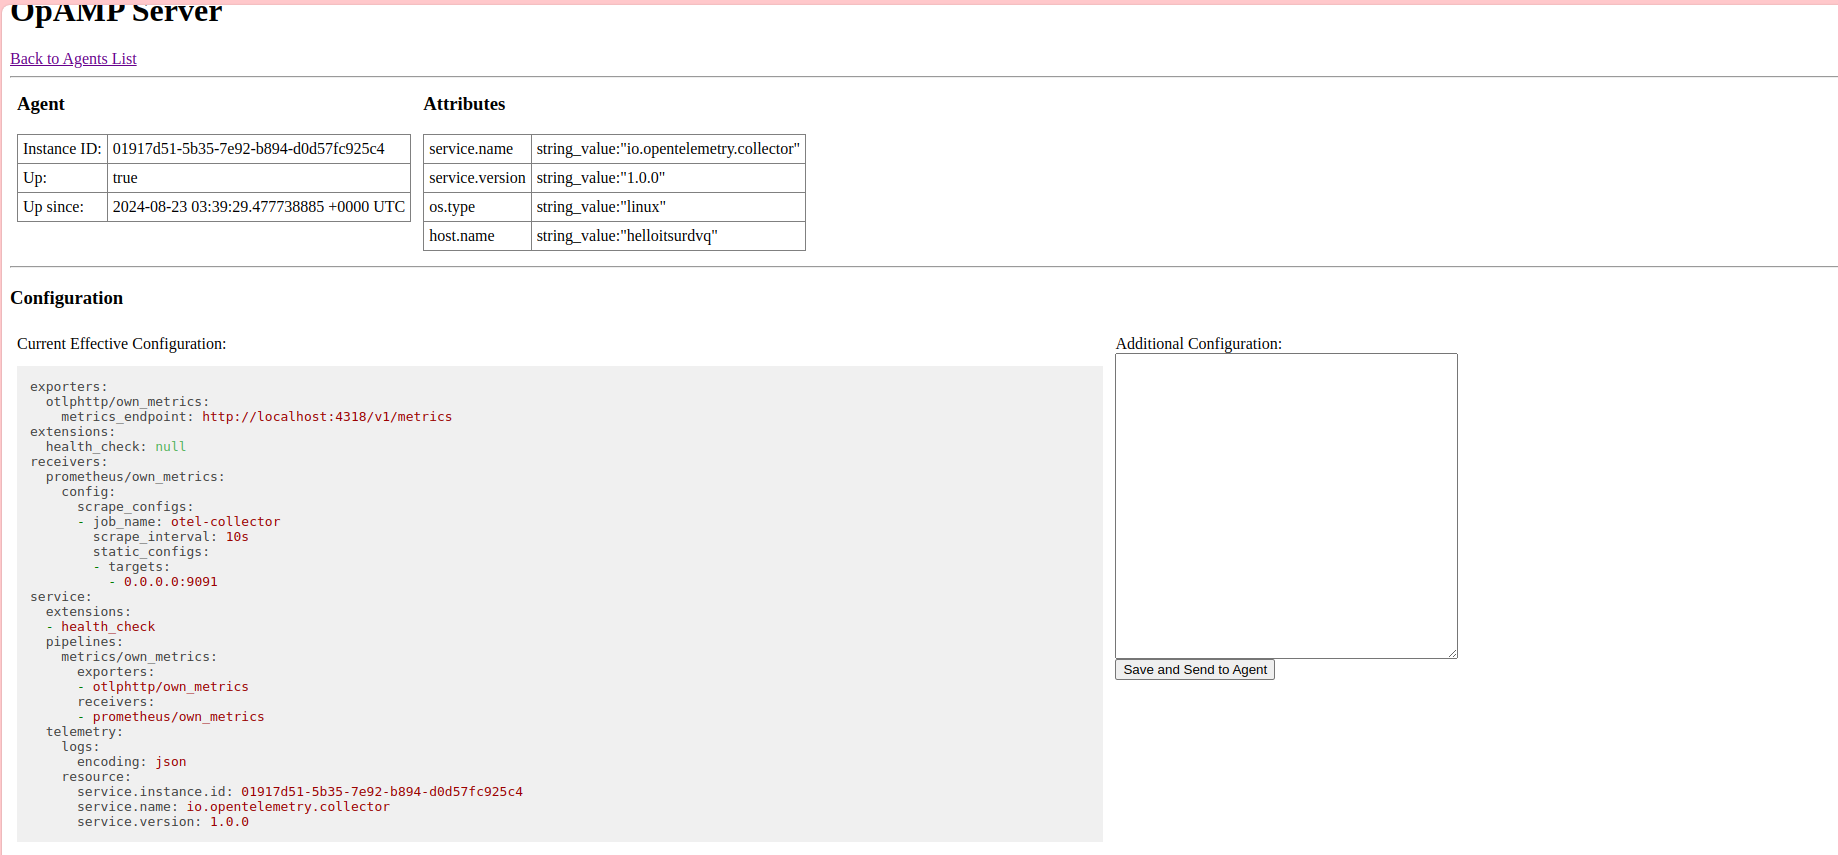 OpAMP Server
Back to Agents List
Agent
Instance ID: 01917d51-5b35-7e92-b894-d0d57fc925c4
Up: true
Up since: 2024-08-23 03:39:29.477738885 +0000 UTC
Attributes
service.name string_value:"io.opentelemetry.collector"
service.version string_value:"1.0.0"
os.type string_value:"linux"
host.name string_value:"helloitsurdvq"
Configuration
Current Effective Configuration:
exporters:
  otlphttp/own_metrics:
    metrics_endpoint: http://localhost:4318/v1/metrics
extensions:
  health_check: null
receivers:
  prometheus/own_metrics:
    config:
      scrape_configs:
      - job_name: otel-collector
        scrape_interval: 10s
        static_configs:
        - targets:
          - 0.0.0.0:9091
service:
  extensions:
  - health_check
  pipelines:
    metrics/own_metrics:
      exporters:
      - otlphttp/own_metrics
      receivers:
      - prometheus/own_metrics
  telemetry:
    logs:
      encoding: json
    resource:
      service.instance.id: 01917d51-5b35-7e92-b894-d0d57fc925c4
      service.name: io.opentelemetry.collector
      service.version: 1.0.0
Additional Configuration:
Save and Send to Agent